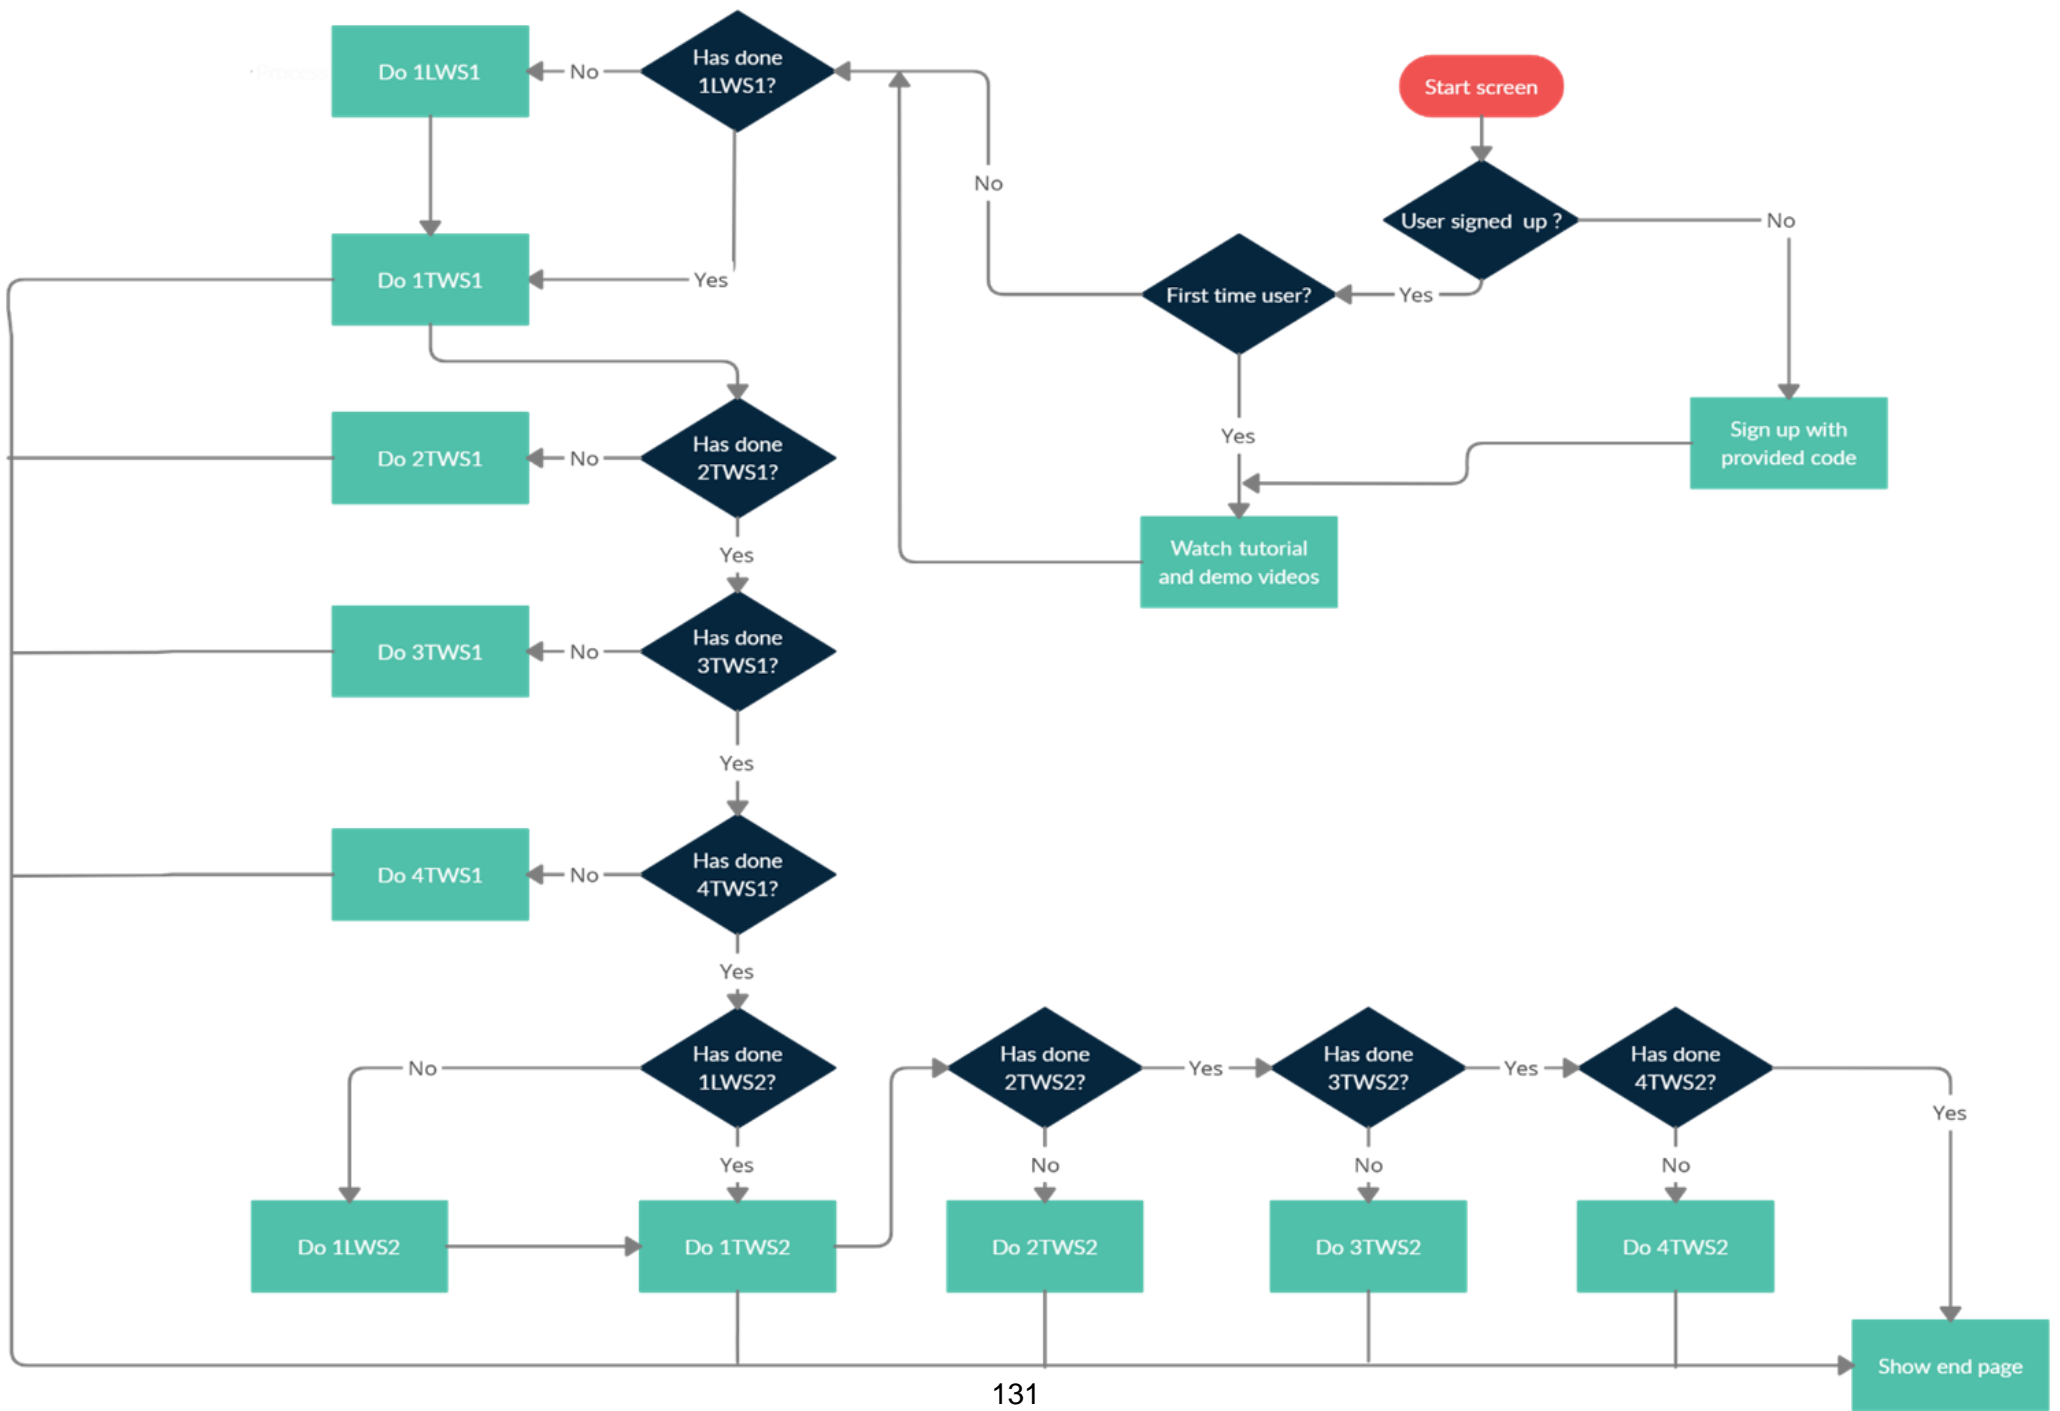 Start screen
User signed up ?
No
Yes
First time user?
No
Yes
Sign up with
provided code
Watch tutorial
and demo videos
Has done
1LWS1?
No
Do 1LWS1
Yes
Do 1TWS1
Has done
2TWS1?
No
Do 2TWS1
Yes
Has done
3TWS1?
No
Do 3TWS1
Yes
Has done
4TWS1?
No
Do 4TWS1
Yes
Has done
1LWS2?
No
Yes
Do 1LWS2
Do 1TWS2
Has done
2TWS2?
Yes
No
Do 2TWS2
Has done
3TWS2?
Yes
No
Do 3TWS2
Has done
4TWS2?
Yes
No
Do 4TWS2
Show end page
131